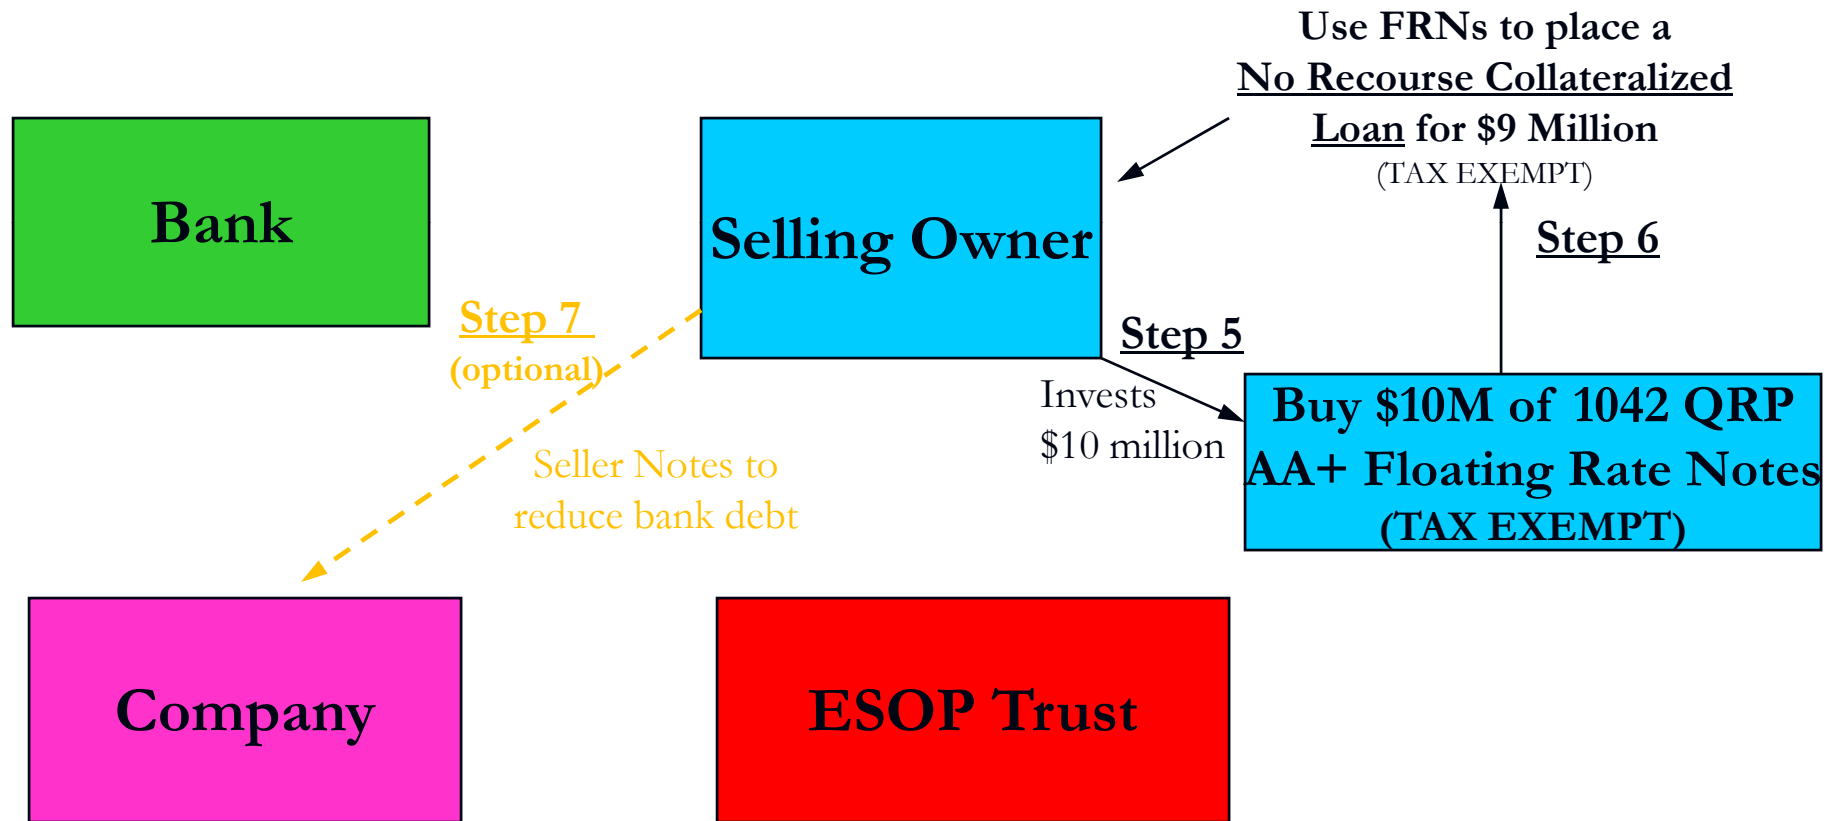 Use FRNs to place a
No Recourse Collateralized
Loan for $9 Million
(TAX EXEMPT)
Bank
Selling Owner
Step 6
Step 7
(optional)
Step 5
Invests
$10 million
Buy $10M of 1042 QRP
AA+ Floating Rate Notes
(TAX EXEMPT)
Seller Notes to
reduce bank debt
Company
ESOP Trust